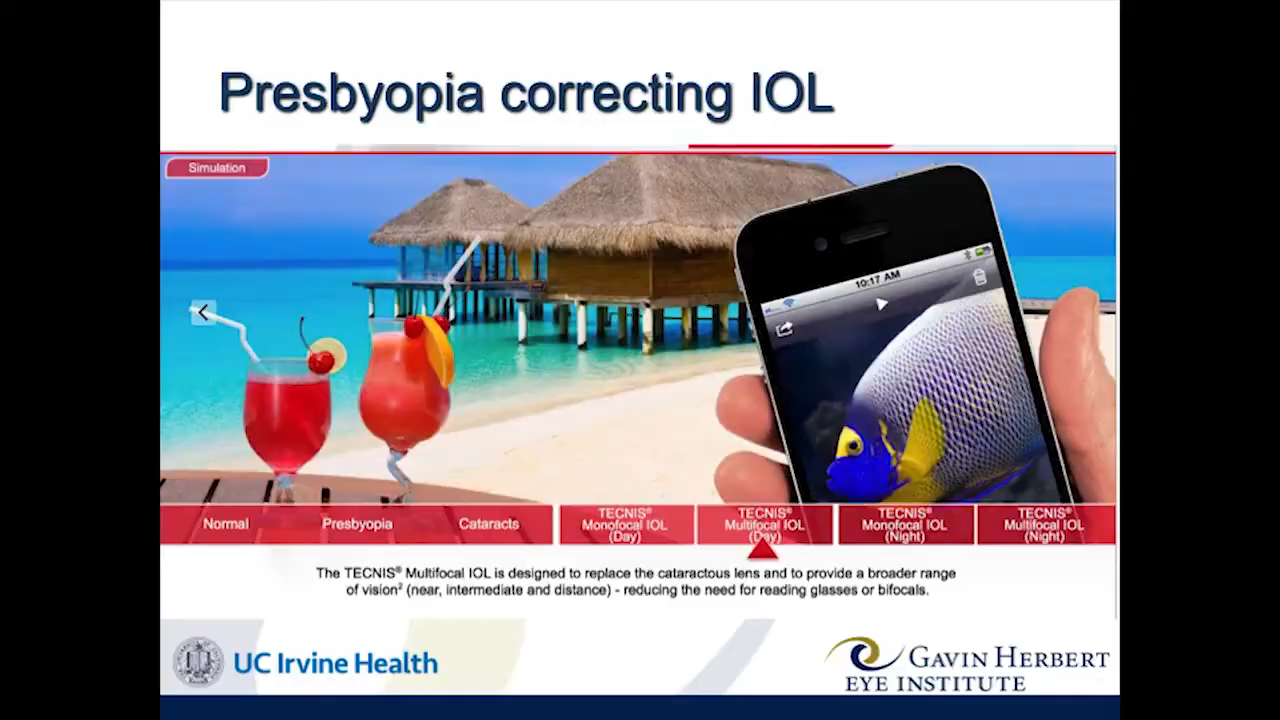 Presbyopia correcting IOL
Simulation
10:17 AM
Normal
Presbyopia
Cataracts
TECNIS®
Monofocal IOL
(Day)
TECNIS®
Multifocal IOL
(Day)
TECNIS®
Monofocal IOL
(Night)
TECNIS®
Multifocal IOL
(Night)
The TECNIS® Multifocal IOL is designed to replace the cataractous lens and to provide a broader range
of vision² (near, intermediate and distance) - reducing the need for reading glasses or bifocals.
UC Irvine Health
GAVIN HERBERT
EYE INSTITUTE